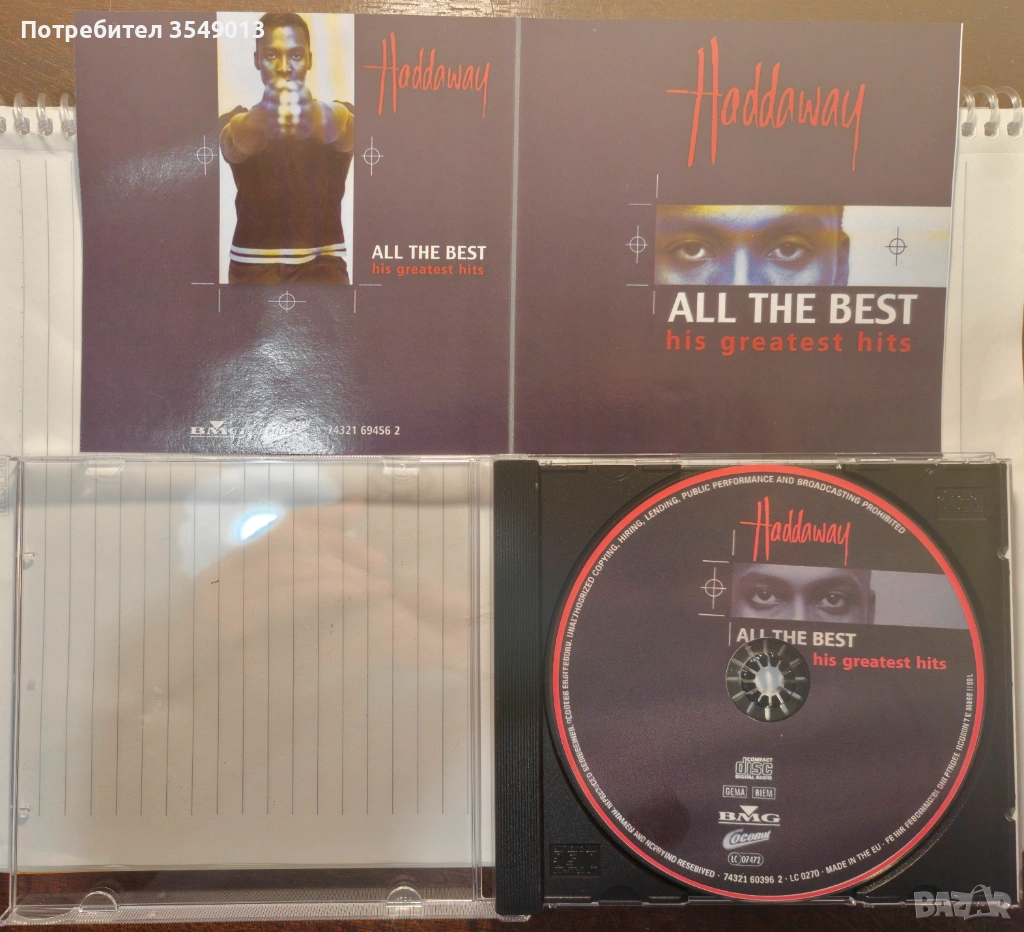 Потребител 3549013
Haddaway
ALL THE BEST
his greatest hits
BMG
74321 69456 2
Haddaway
ALL THE BEST
his greatest hits
UNAUTHORIZED COPYING, HIRING, LENDING, PUBLIC PERFORMANCE AND BROADCASTING PROHIBITED
Haddaway
ALL THE BEST
his greatest hits
COMPACT
disc
DIGITAL AUDIO
GEMA BIEM
BMG
Coconut
LC 07472
74321 60396 2 · LC 0270 · MADE IN THE EU
BAZAR